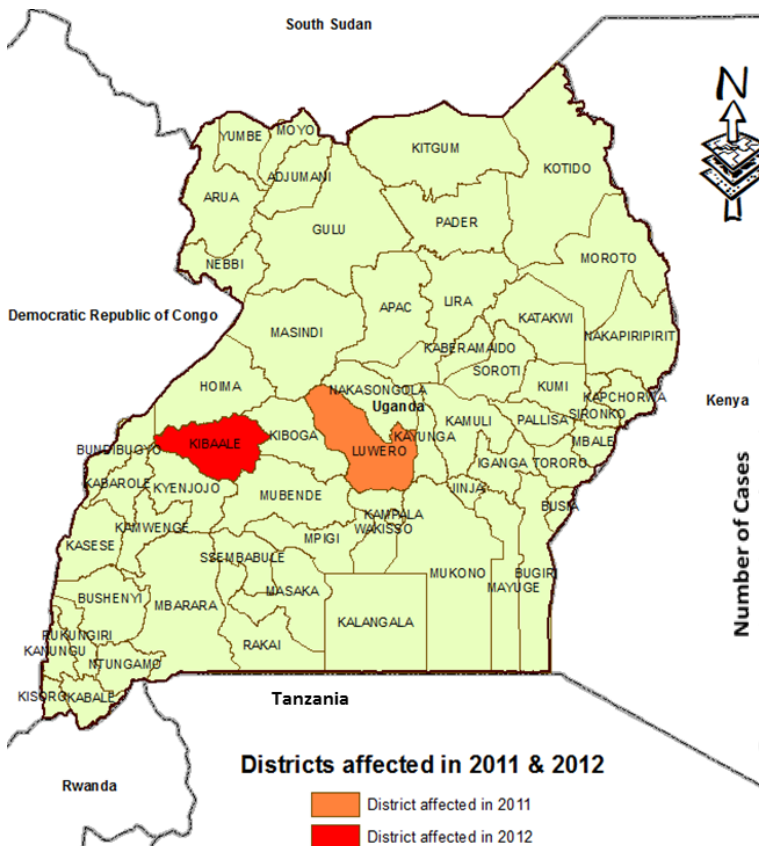 South Sudan
N
MOYO
YUMBE
KITGUM
KOTIDO
ADJUMANI
ARUA
PADER
GULU
NEBBI
MOROTO
LIRA
APAC
Democratic Republic of Congo
KATAKWI
MASINDI
NAKAPIRIPIRIT
KABERAMAIDO
SOROTI
HOIMA
KUMI
NAKASONGOLA
KAPCHORWA
Kenya
Uganda
SIRONKO
KAMULI
PALLISA
KIBOGA
KAYUNGA
MBALE
KIBAALE
BUNDIBUGYO
LUWERO
IGANGA
TORORO
KABAROLE
KYENJOJO
JINJA
MUBENDE
BUSIA
KAMPALA
KAMWENGE
WAKISSO
MPIGI
KASESE
SSEMBABULE
MUKONO
BUGIRI
MAYUGE
MASAKA
BUSHENYI
MBARARA
KALANGALA
RUKUNGIRI
RAKAI
KANUNGU
NTUNGAMO
KISORO
KABALE
Number of Cases
Tanzania
Rwanda
Districts affected in 2011 & 2012
District affected in 2011
District affected in 2012